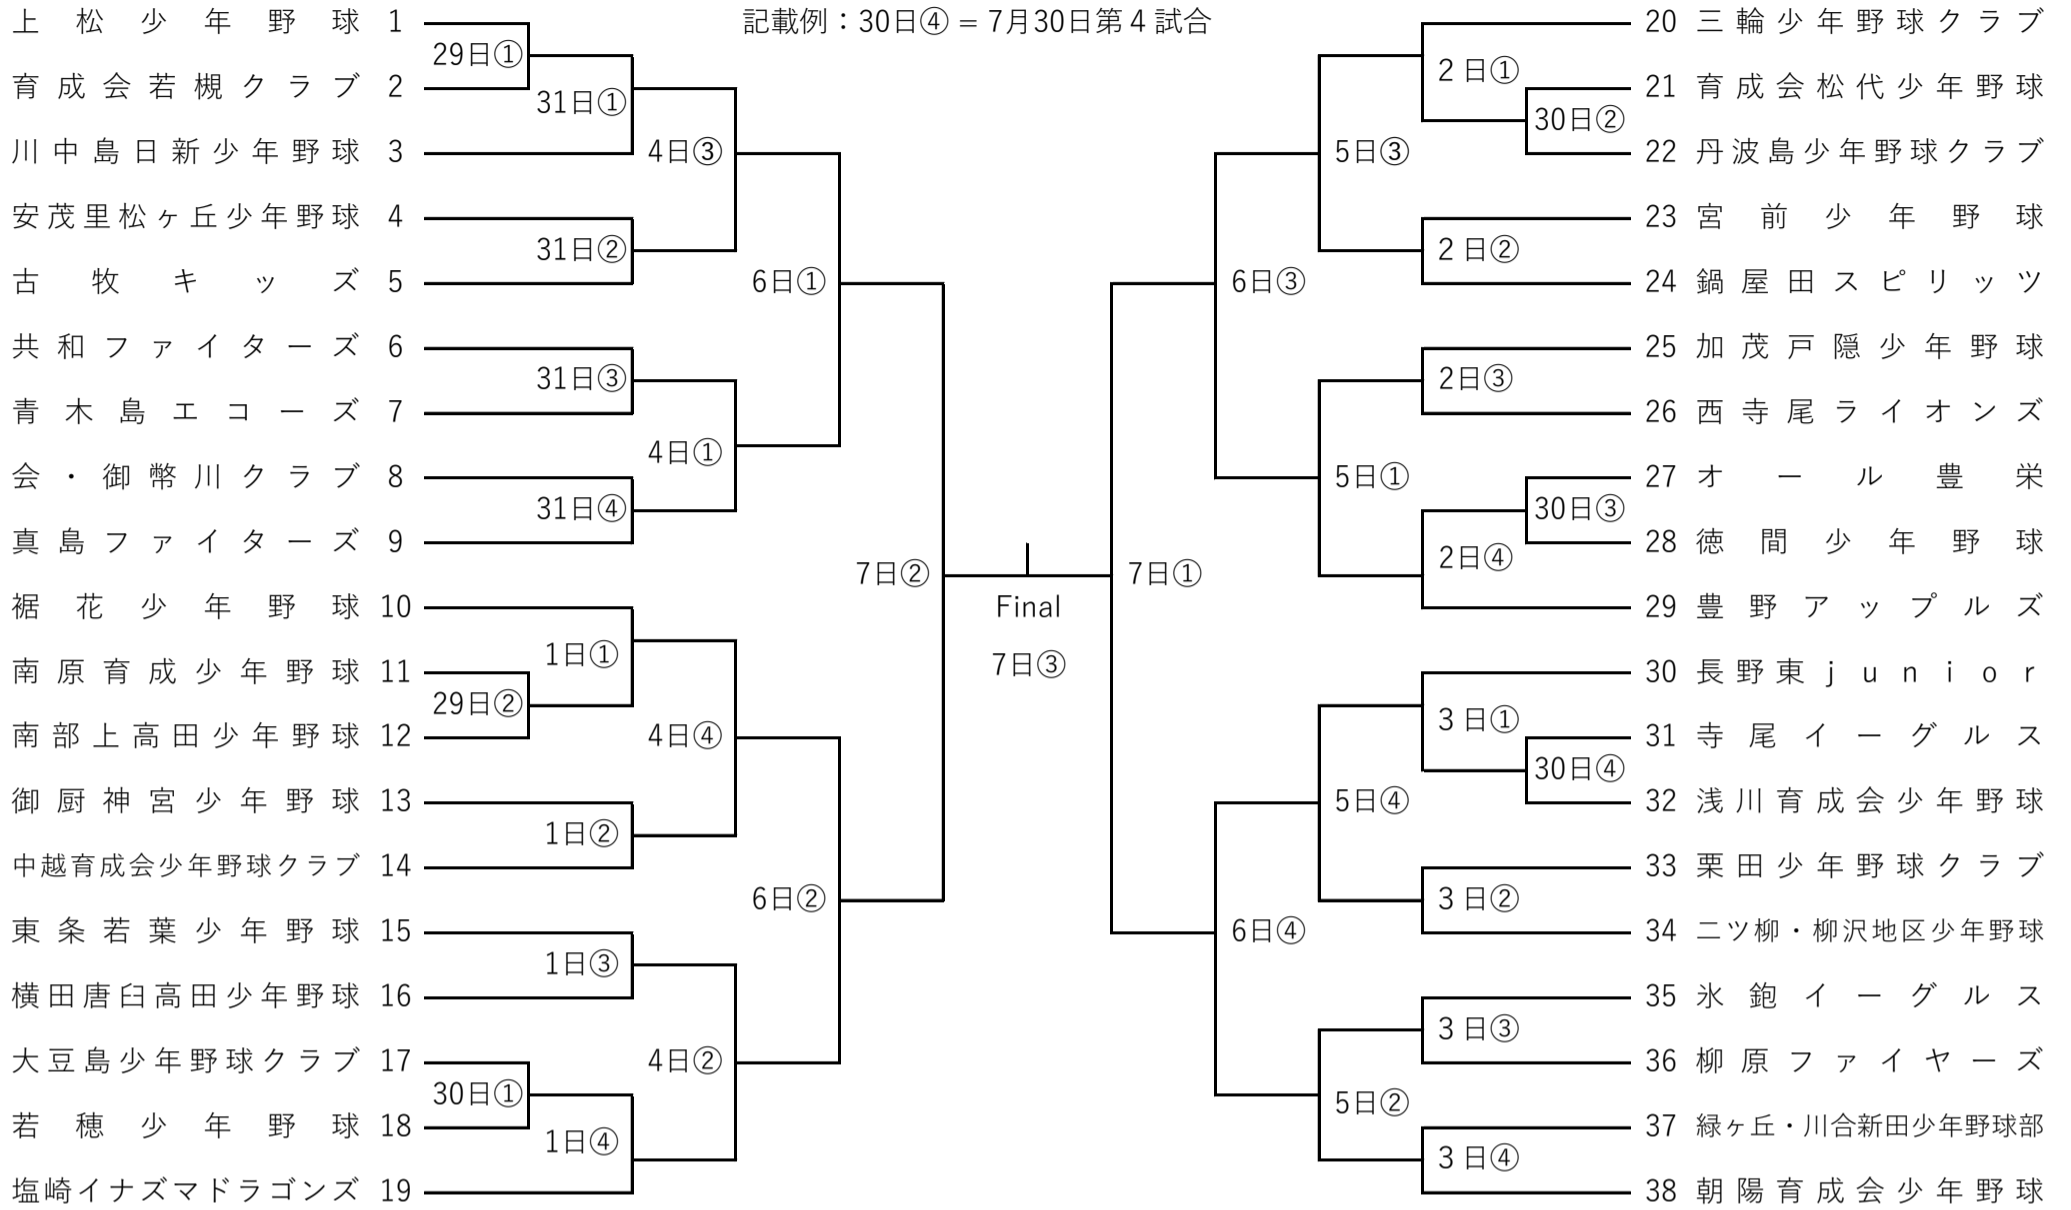 記載例：30日④ = 7月30日第４試合
上松少年野球 1
29日①
育成会若槻クラブ 2
31日①
川中島日新少年野球 3
4日③
安茂里松ヶ丘少年野球 4
31日②
古牧キッズ 5
6日①
共和ファイターズ 6
31日③
青木島エコーズ 7
4日①
会・御幣川クラブ 8
31日④
真島ファイターズ 9
7日②
裾花少年野球 10
1日①
南原育成少年野球 11
29日②
南部上高田少年野球 12
4日④
御厨神宮少年野球 13
1日②
中越育成会少年野球クラブ 14
6日②
東条若葉少年野球 15
1日③
横田唐臼高田少年野球 16
大豆島少年野球クラブ 17
4日②
30日①
若穂少年野球 18
1日④
塩崎イナズマドラゴンズ 19
Final
7日③
20 三輪少年野球クラブ
2日①
21 育成会松代少年野球
30日②
22 丹波島少年野球クラブ
5日③
23 宮前少年野球
2日②
24 鍋屋田スピリッツ
6日③
25 加茂戸隠少年野球
2日③
26 西寺尾ライオンズ
5日①
27 オール豊栄
30日③
28 徳間少年野球
2日④
7日①
29 豊野アップルズ
30 長野東junior
3日①
31 寺尾イーグルス
30日④
32 浅川育成会少年野球
5日④
33 栗田少年野球クラブ
3日②
34 二ツ柳・柳沢地区少年野球
6日④
35 氷鉋イーグルス
3日③
36 柳原ファイヤーズ
5日②
37 緑ヶ丘・川合新田少年野球部
3日④
38 朝陽育成会少年野球